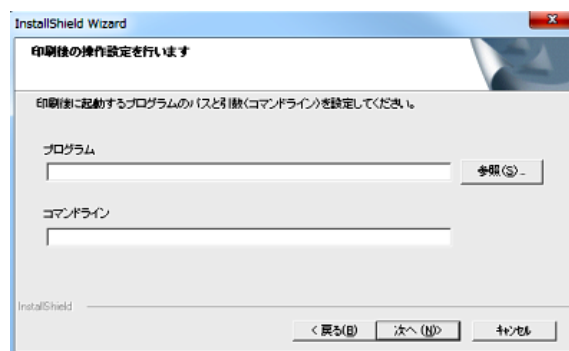 InstallShield Wizard
印刷後の操作設定を行います
印刷後に起動するプログラムのパスと引数(コマンドライン)を設定してください。
プログラム
参照(S)...
コマンドライン
InstallShield
< 戻る(B)
次へ (N)>
キャンセル